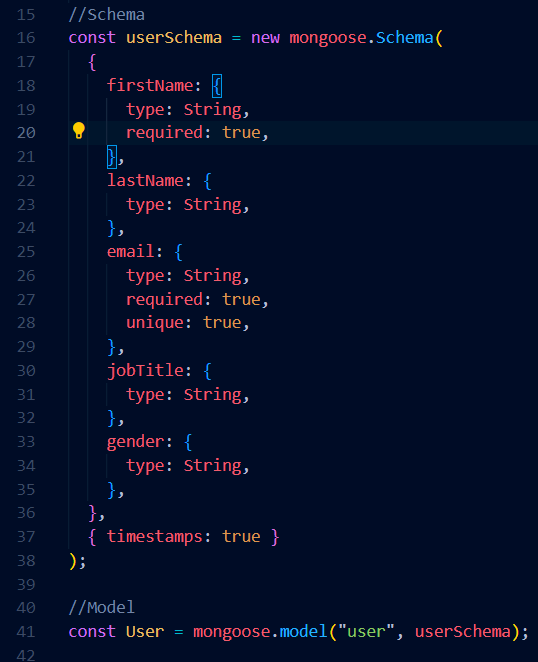 15 //Schema
16 const userSchema = new mongoose.Schema(
17 {
18 firstName: {
19 type: String,
20 required: true,
21 },
22 lastName: {
23 type: String,
24 },
25 email: {
26 type: String,
27 required: true,
28 unique: true,
29 },
30 jobTitle: {
31 type: String,
32 },
33 gender: {
34 type: String,
35 },
36 },
37 { timestamps: true }
38 );
39
40 //Model
41 const User = mongoose.model("user", userSchema);
42